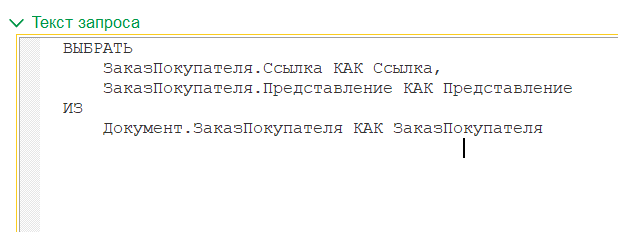 Текст запроса
ВЫБРАТЬ
ЗаказПокупателя.Ссылка КАК Ссылка,
ЗаказПокупателя.Представление КАК Представление
ИЗ
Документ.ЗаказПокупателя КАК ЗаказПокупателя